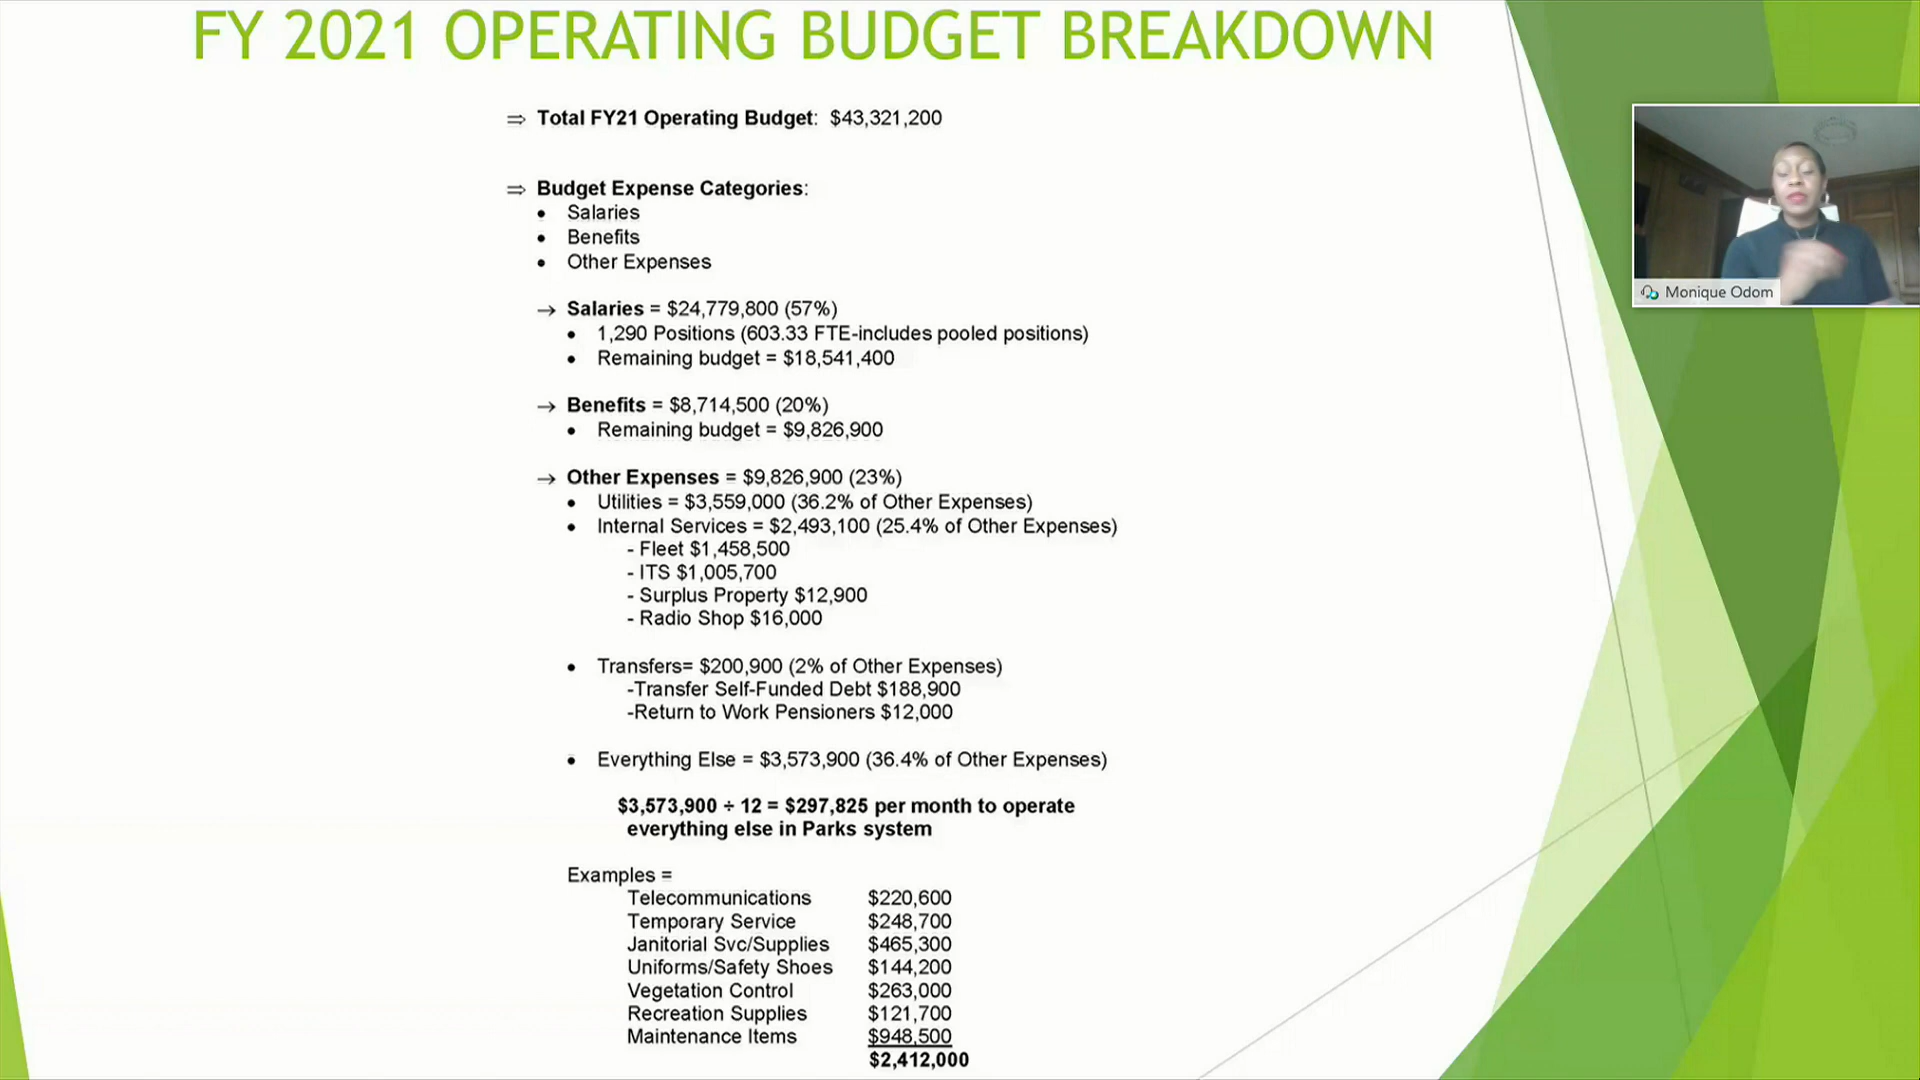 FY 2021 OPERATING BUDGET BREAKDOWN
⇒ Total FY21 Operating Budget: $43,321,200
⇒ Budget Expense Categories:
• Salaries
• Benefits
• Other Expenses
→ Salaries = $24,779,800 (57%)
• 1,290 Positions (603.33 FTE-includes pooled positions)
• Remaining budget = $18,541,400
→ Benefits = $8,714,500 (20%)
• Remaining budget = $9,826,900
→ Other Expenses = $9,826,900 (23%)
• Utilities = $3,559,000 (36.2% of Other Expenses)
• Internal Services = $2,493,100 (25.4% of Other Expenses)
- Fleet $1,458,500
- ITS $1,005,700
- Surplus Property $12,900
- Radio Shop $16,000
• Transfers= $200,900 (2% of Other Expenses)
-Transfer Self-Funded Debt $188,900
-Return to Work Pensioners $12,000
• Everything Else = $3,573,900 (36.4% of Other Expenses)
$3,573,900 ÷ 12 = $297,825 per month to operate
everything else in Parks system
Examples =
Telecommunications $220,600
Temporary Service $248,700
Janitorial Svc/Supplies $465,300
Uniforms/Safety Shoes $144,200
Vegetation Control $263,000
Recreation Supplies $121,700
Maintenance Items $948,500
$2,412,000
Monique Odom